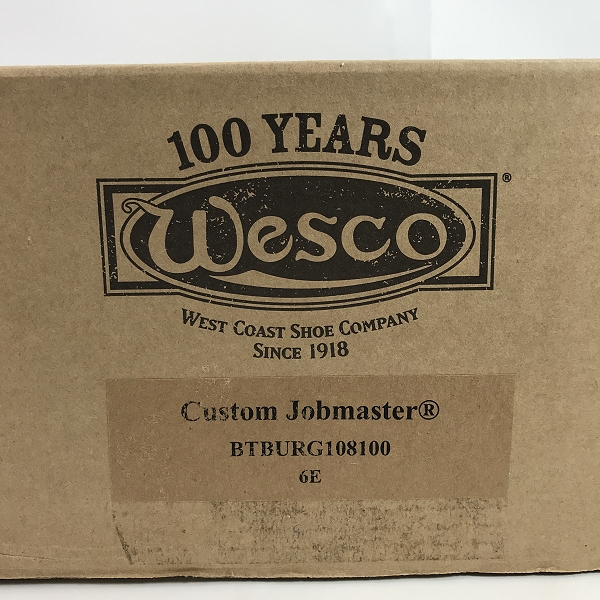 100 YEARS
Wesco®
WEST COAST SHOE COMPANY
SINCE 1918
Custom Jobmaster®
BTBURG108100
6E